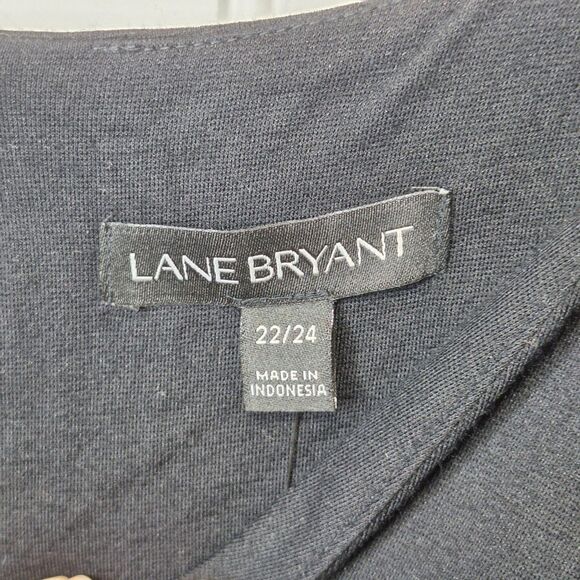 LANE BRYANT
22/24
MADE IN
INDONESIA